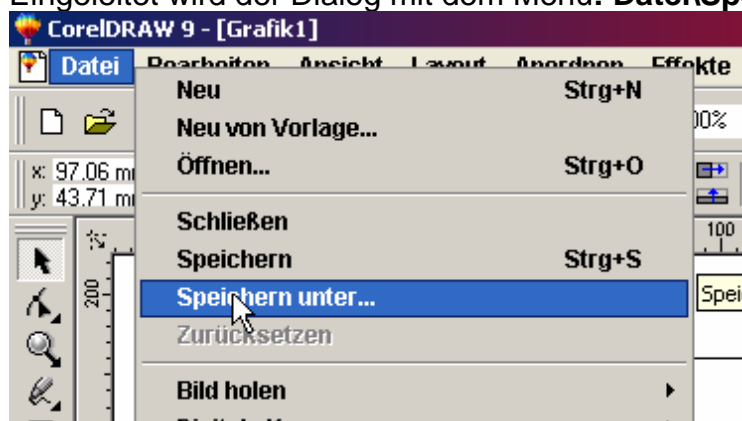 Eingeleitet wird der Dialog mit dem Menü: Datei\Sp
CorelDRAW 9 - [Grafik1]
Datei Bearbeiten Ansicht Layout Anordnen Effekte
Neu Strg+N
00%
Neu von Vorlage...
x: 97.06 m
Öffnen... Strg+O
y: 43.71 m
Schließen
100
Speichern Strg+S
200
Speichern unter...
Spei
Zurücksetzen
Bild holen